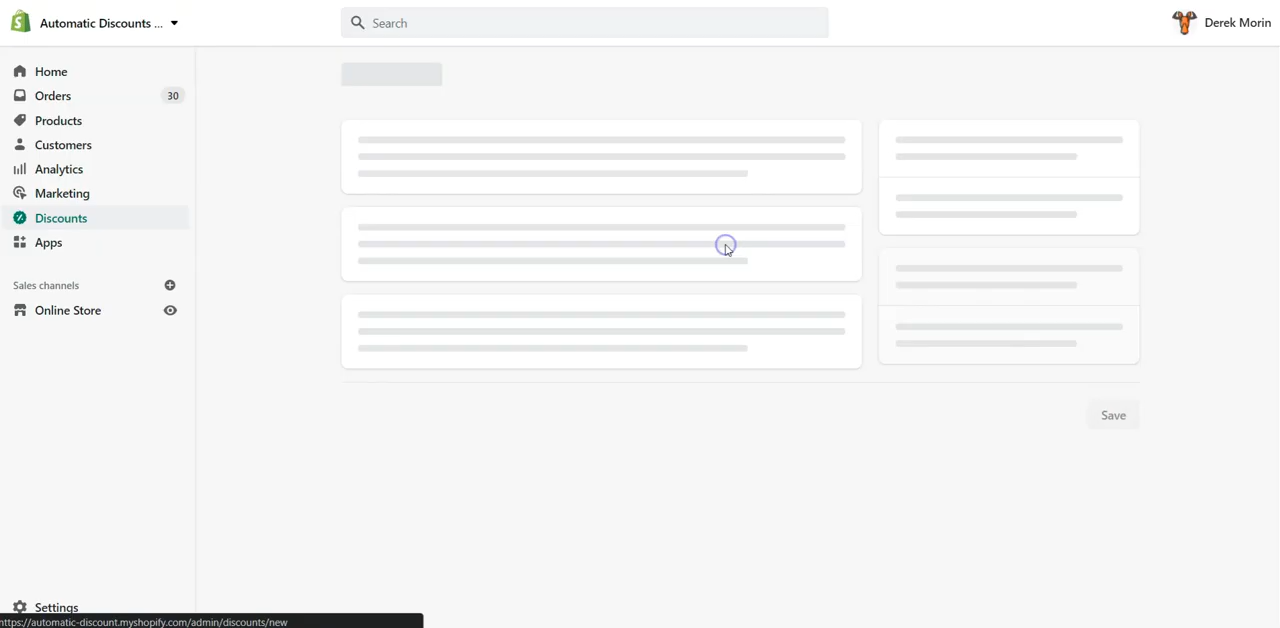 Automatic Discounts ...
Search
Derek Morin
Home
Orders
30
Products
Customers
Analytics
Marketing
Discounts
Apps
Sales channels
Online Store
Save
Settings
https://automatic-discount.myshopify.com/admin/discounts/new